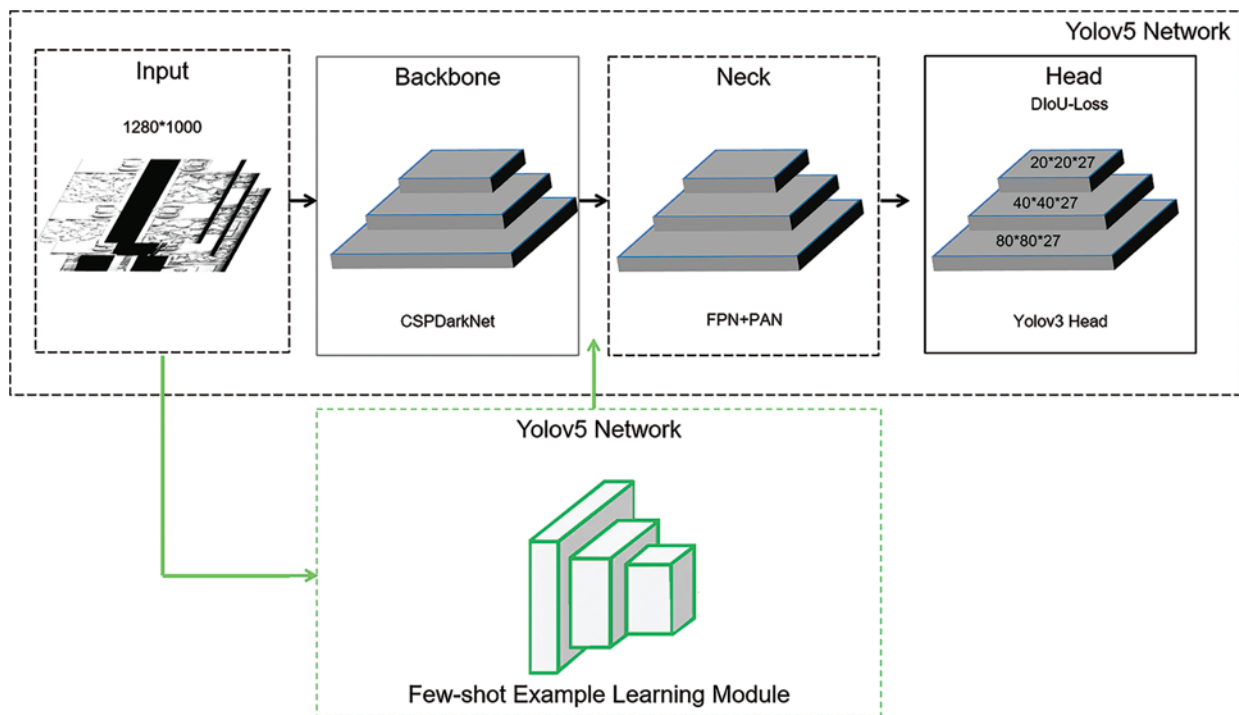 Yolov5 Network
Input
1280*1000
Backbone
CSPDarkNet
Neck
FPN+PAN
Head
DIoU-Loss
20*20*27
40*40*27
80*80*27
Yolov3 Head
Yolov5 Network
Few-shot Example Learning Module